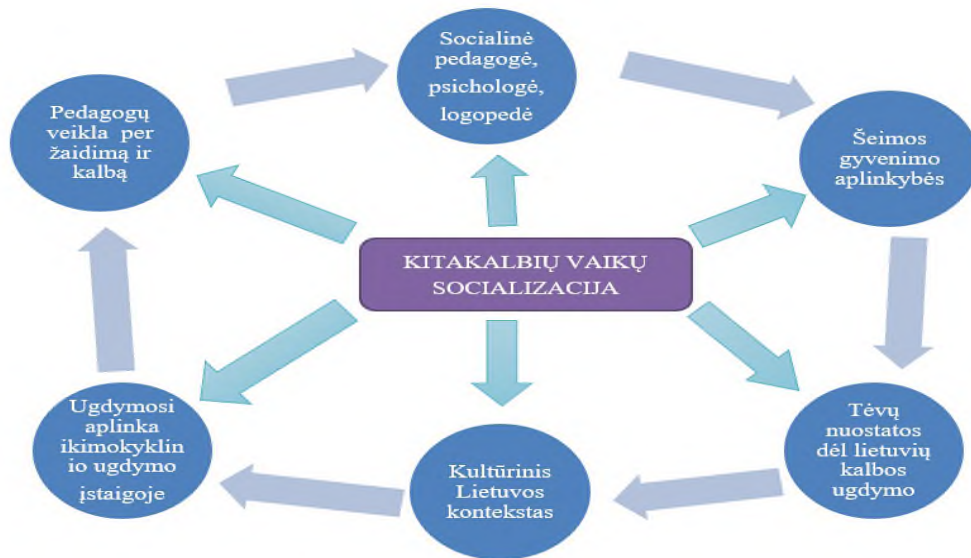 Socialinė
pedagogė,
psichologė,
logopedė
Pedagogų
veikla per
žaidimą ir
kalbą
Šeimos
gyvenimo
aplinkybės
KITAKALBIŲ VAIKŲ
SOCIALIZACIJA
Ugdymosi
aplinka
ikimokyklin
io ugdymo
įstaigoje
Kultūrinis
Lietuvos
kontekstas
Tėvų
nuostatos
dėl lietuvių
kalbos
ugdymo